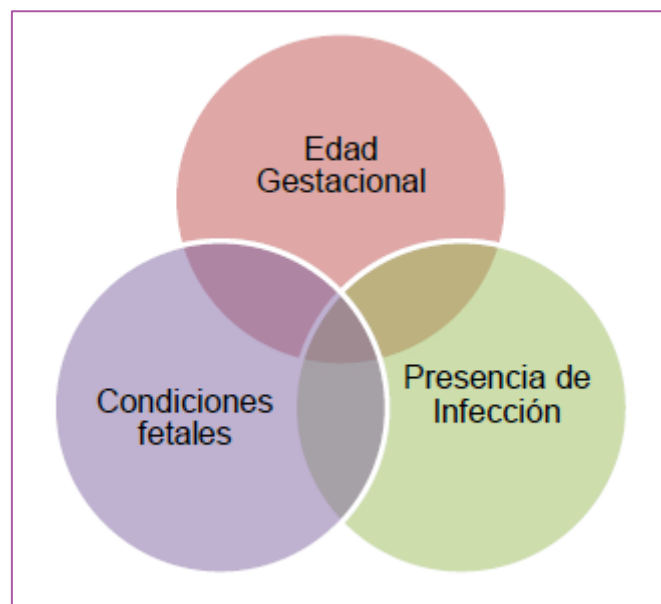 Edad
Gestacional
Condiciones
fetales
Presencia de
Infección